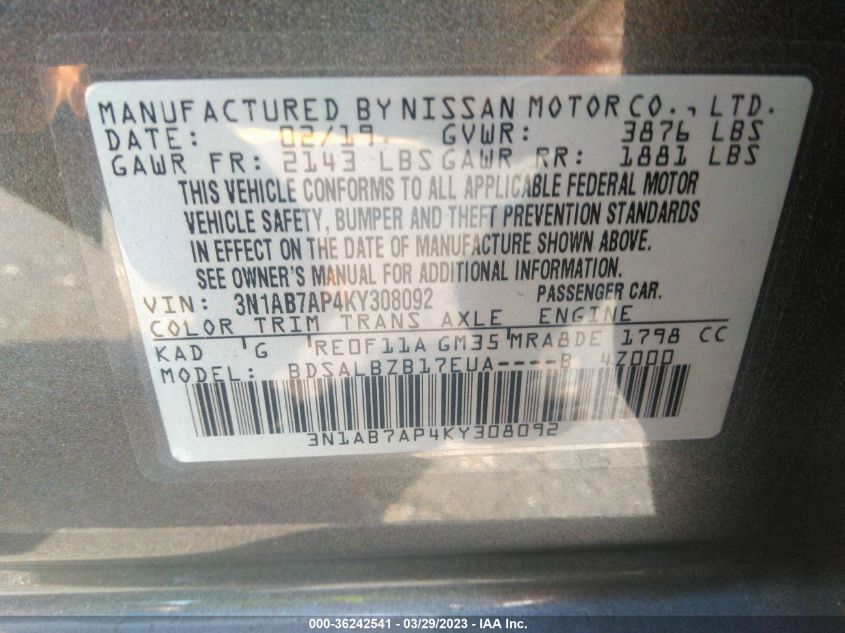 MANUFACTURED BY NISSAN MOTOR CO., LTD.
DATE: 02/19. GVWR: 3876 LBS
GAWR FR: 2143 LBS GAWR RR: 1881 LBS
THIS VEHICLE CONFORMS TO ALL APPLICABLE FEDERAL MOTOR
VEHICLE SAFETY, BUMPER AND THEFT PREVENTION STANDARDS
IN EFFECT ON THE DATE OF MANUFACTURE SHOWN ABOVE.
SEE OWNER'S MANUAL FOR ADDITIONAL INFORMATION.
VIN: 3N1AB7AP4KY308092 PASSENGER CAR.
COLOR TRIM TRANS AXLE ENGINE
KAD G RE0F11A GM35 MRA8DE 1798 CC
MODEL: BDSALBZB17EUA----B 4Z000
3N1AB7AP4KY308092
000-36242541 - 03/29/2023 - IAA Inc.